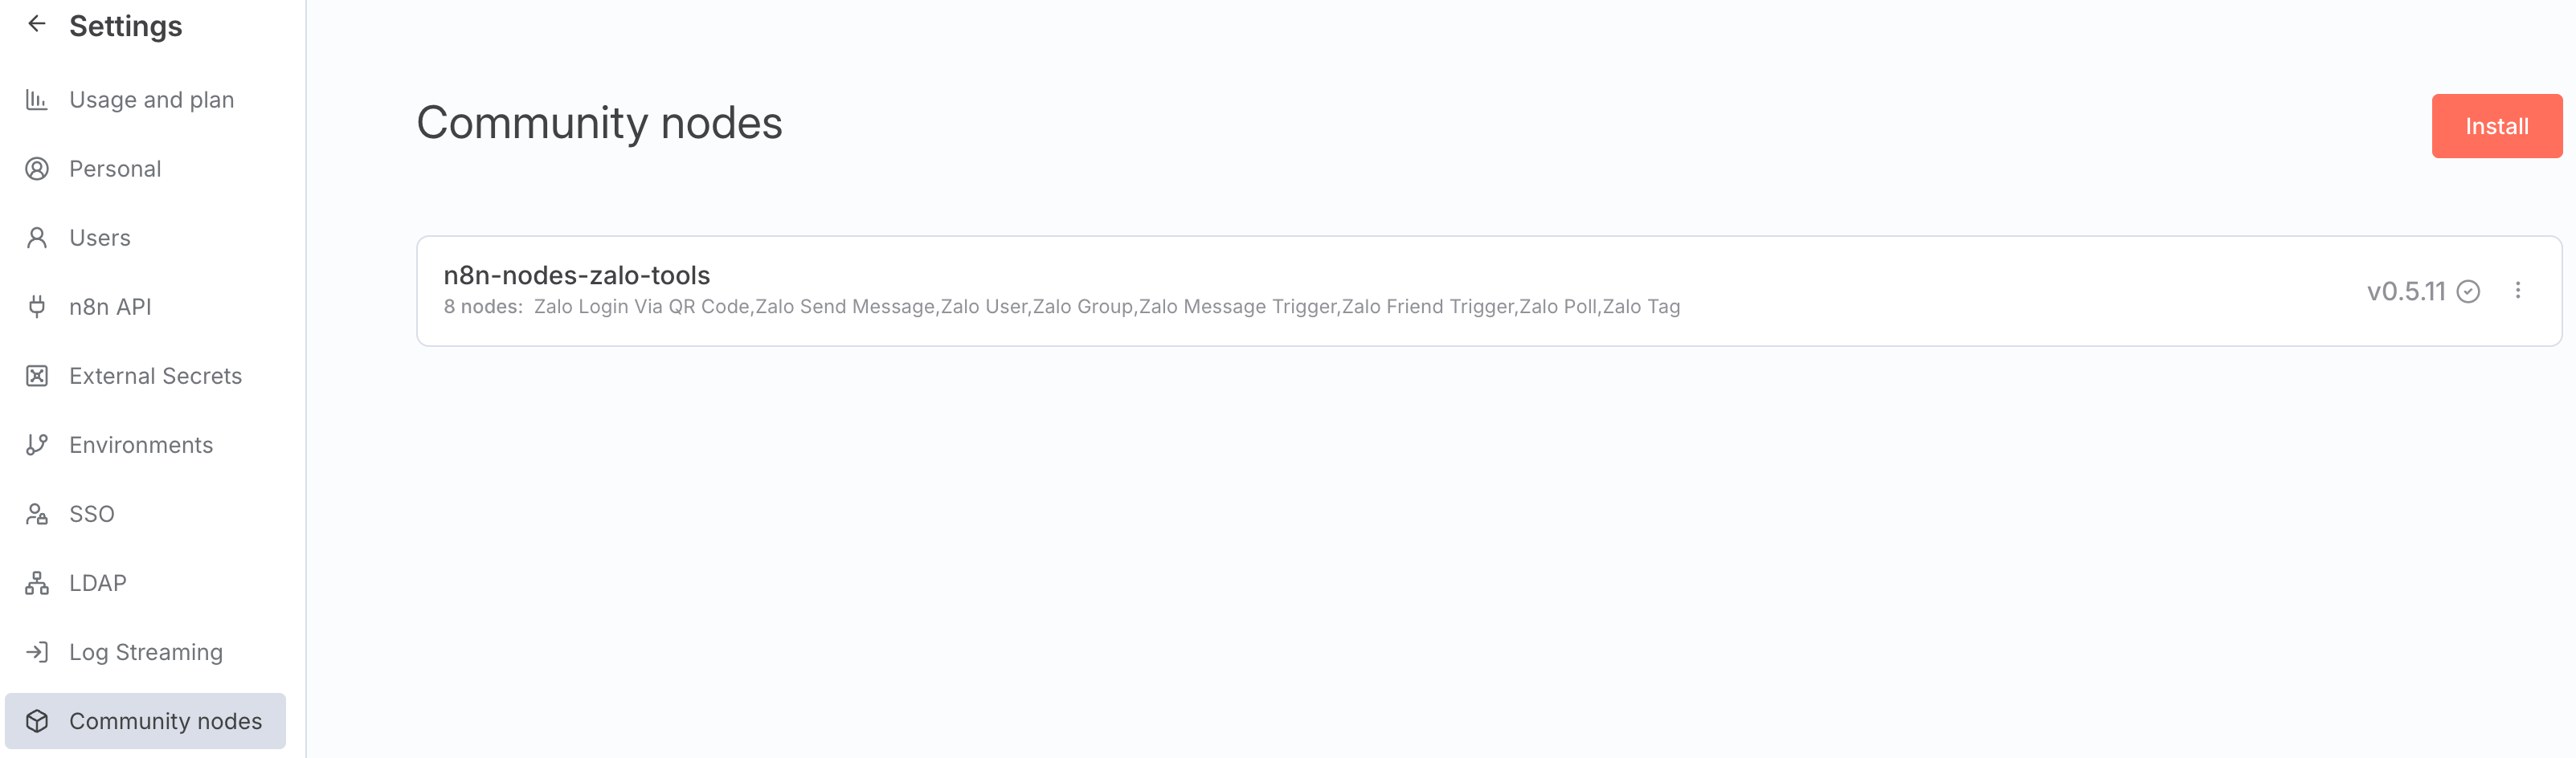 Settings
Usage and plan
Personal
Users
n8n API
External Secrets
Environments
SSO
LDAP
Log Streaming
Community nodes
Community nodes
Install
n8n-nodes-zalo-tools
8 nodes: Zalo Login Via QR Code,Zalo Send Message,Zalo User,Zalo Group,Zalo Message Trigger,Zalo Friend Trigger,Zalo Poll,Zalo Tag
v0.5.11